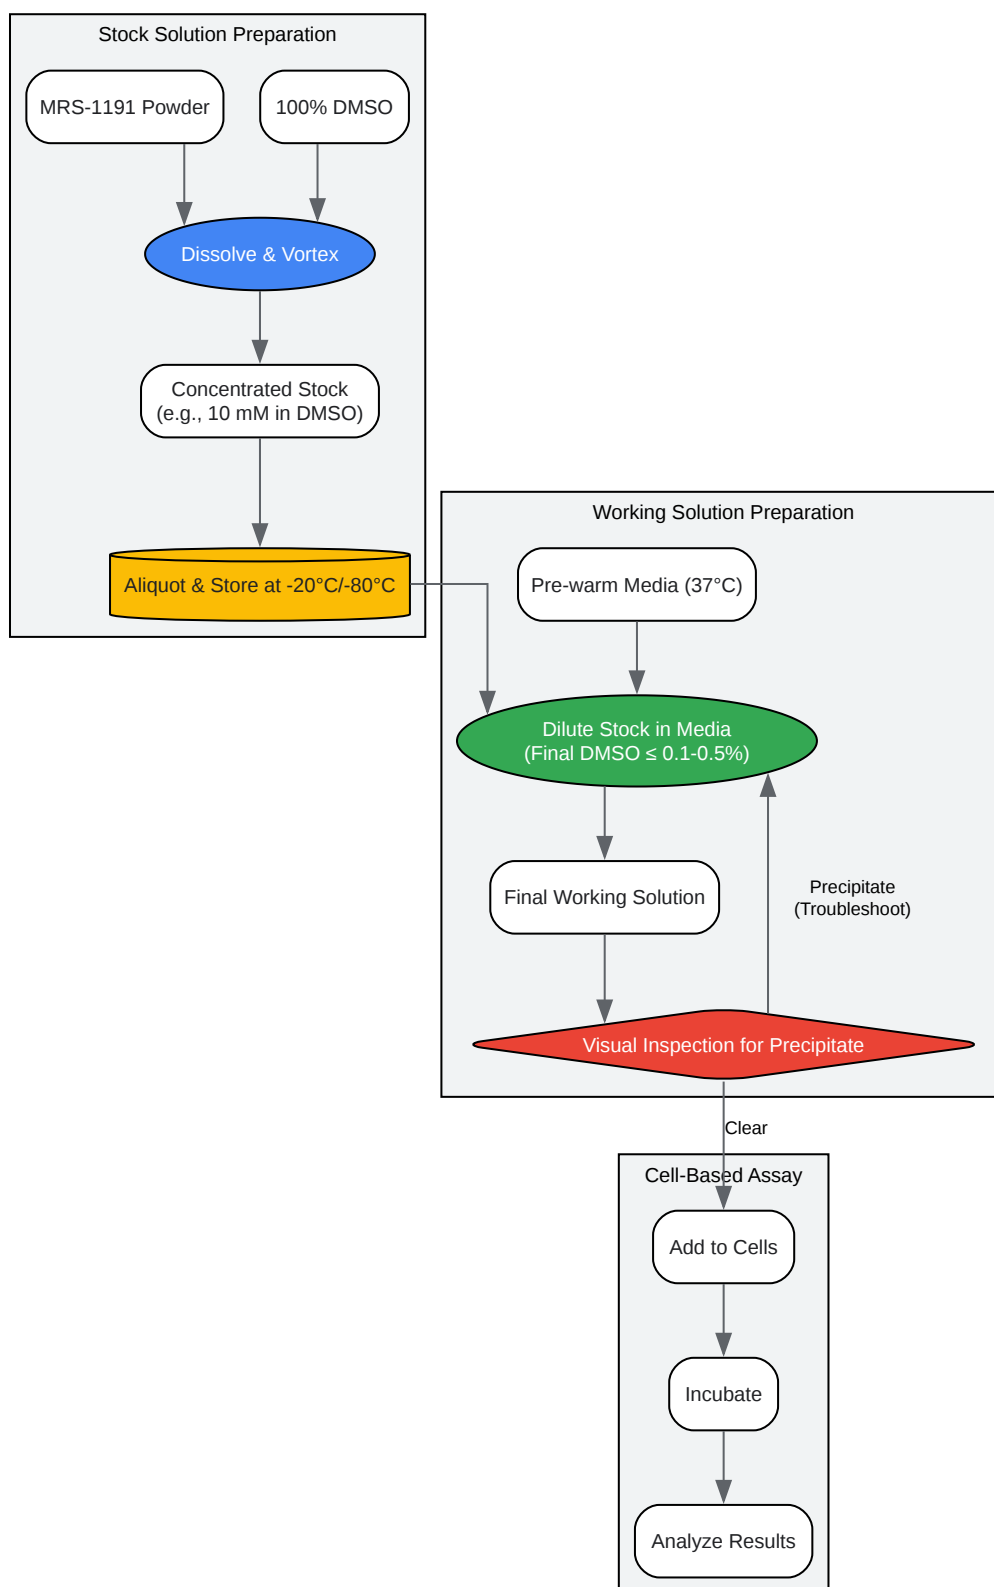 Stock Solution Preparation
MRS-1191 Powder
100% DMSO
Dissolve & Vortex
Concentrated Stock
(e.g., 10 mM in DMSO)
Aliquot & Store at -20°C/-80°C
Working Solution Preparation
Pre-warm Media (37°C)
Dilute Stock in Media
(Final DMSO ≤ 0.1-0.5%)
Final Working Solution
Precipitate
(Troubleshoot)
Visual Inspection for Precipitate
Clear
Cell-Based Assay
Add to Cells
Incubate
Analyze Results